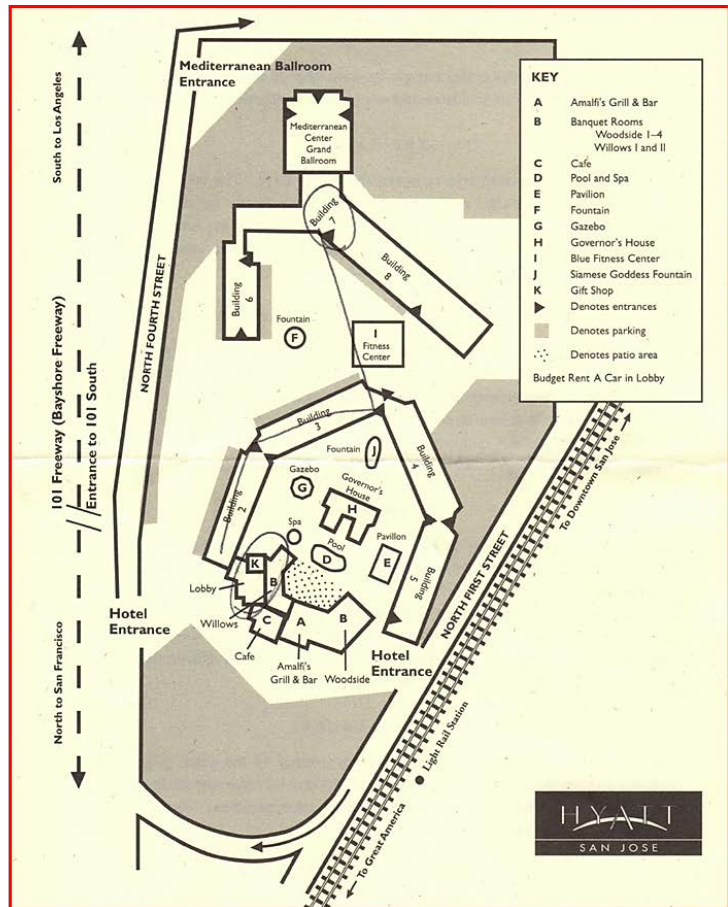 South to Los Angeles
101 Freeway (Bayshore Freeway)
Entrance to 101 South
North to San Francisco
NORTH FOURTH STREET
Mediterranean Ballroom
Entrance
Mediterranean
Center
Grand
Ballroom
Building
7
Building
8
Building
6
Fountain
F
I
Fitness
Center
Building
3
Fountain
J
Building
4
Gazebo
G
Governor's
House
H
Building
2
Spa
Pool
D
Pavillon
E
Building
5
K
B
Lobby
Willows
C
Cafe
A
Amalfi's
Grill & Bar
B
Woodside
Hotel
Entrance
Hotel
Entrance
NORTH FIRST STREET
To Downtown San Jose
Light Rail Station
To Great America
KEY
A Amalfi's Grill & Bar
B Banquet Rooms
Woodside 1–4
Willows I and II
C Cafe
D Pool and Spa
E Pavilion
F Fountain
G Gazebo
H Governor's House
I Blue Fitness Center
J Siamese Goddess Fountain
K Gift Shop
Denotes entrances
Denotes parking
Denotes patio area
Budget Rent A Car in Lobby
HYATT
SAN JOSE